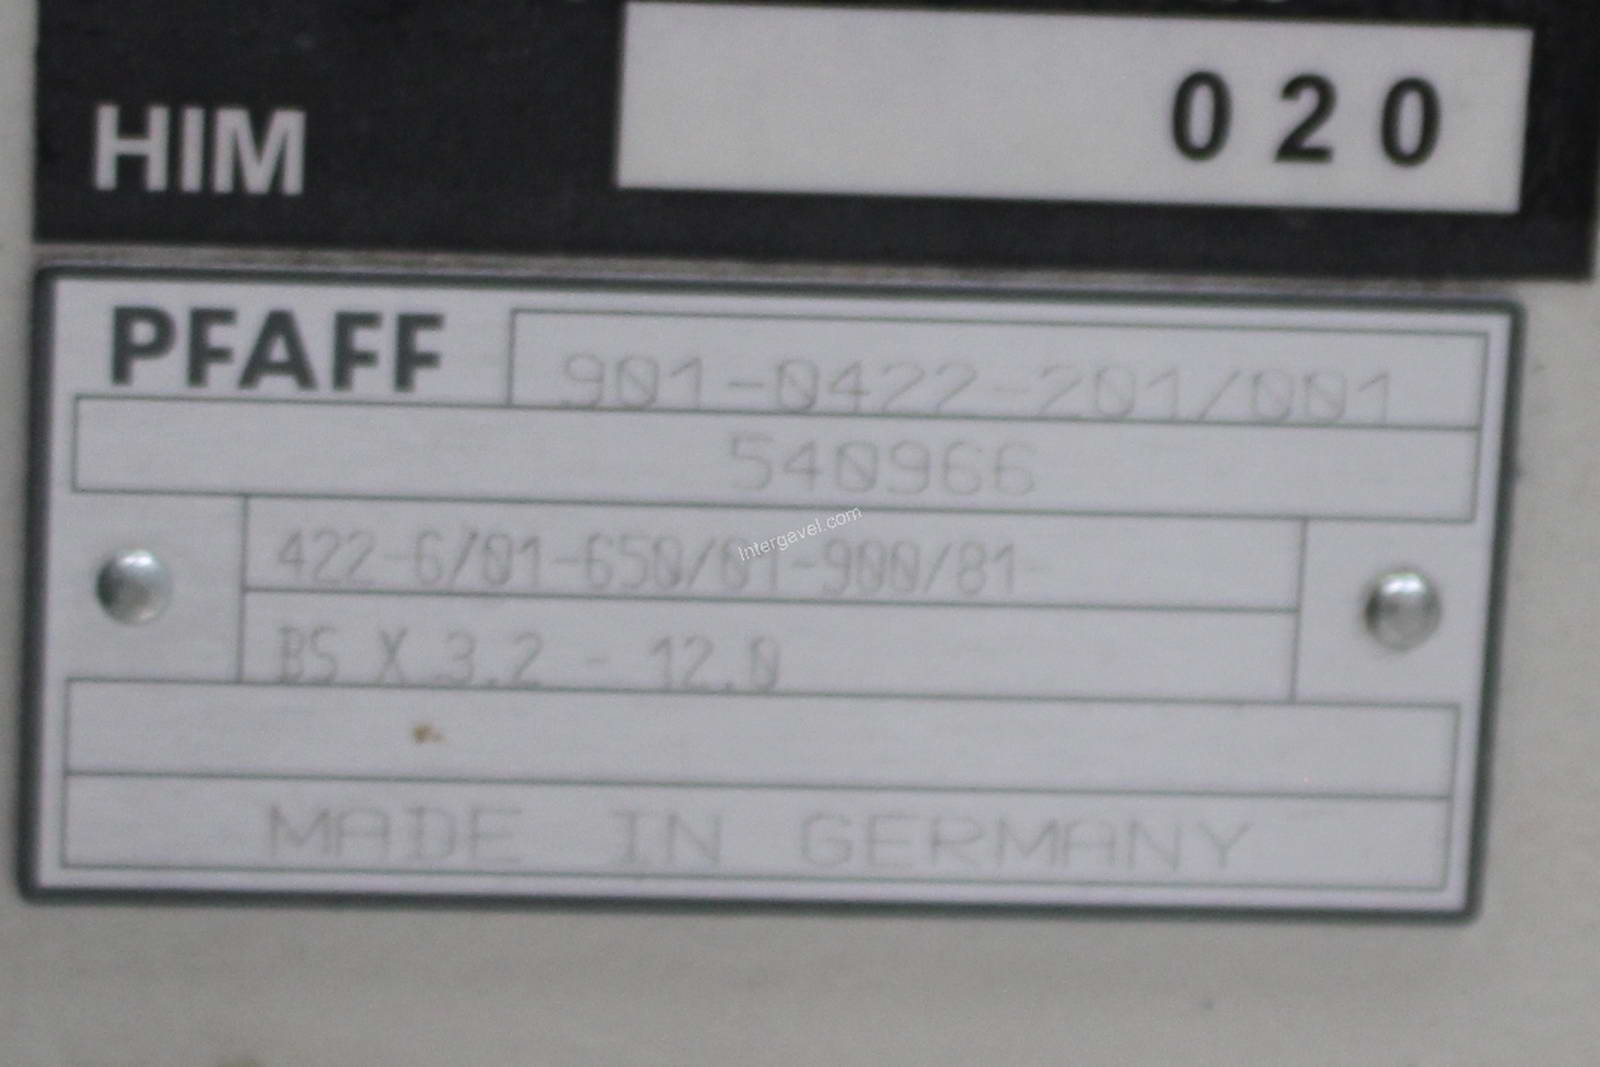 HIM 020
PFAFF 901-0422-201/001
540966
422-6/01-650/01-900/81-
Intergavel.com
BS X 3.2 - 12.0
MADE IN GERMANY